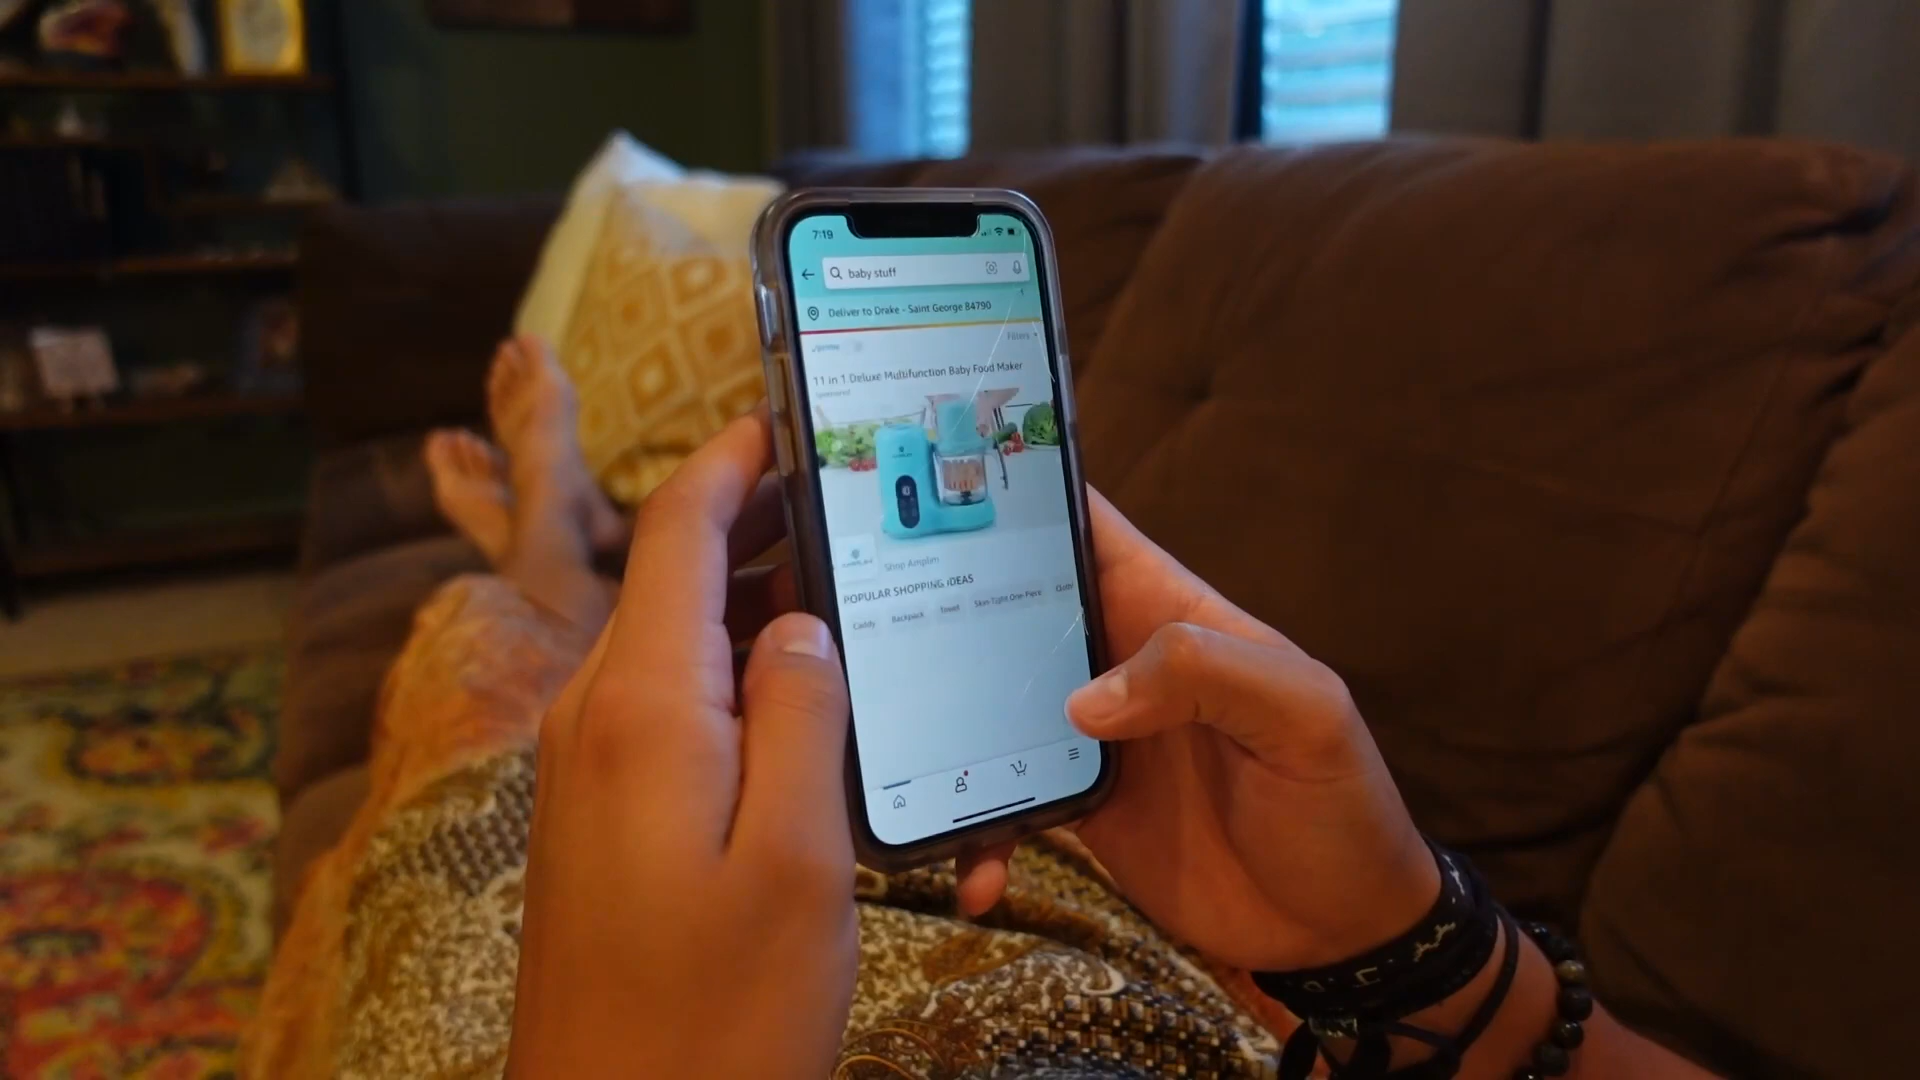 7:19
baby stuff
Deliver to Drake - Saint George 84790
Filters
11 in 1 Deluxe Multifunction Baby Food Maker
Sponsored
Shop Amplim
POPULAR SHOPPING IDEAS
Caddy Backpack Towel Skin-Tight One-Piece
1